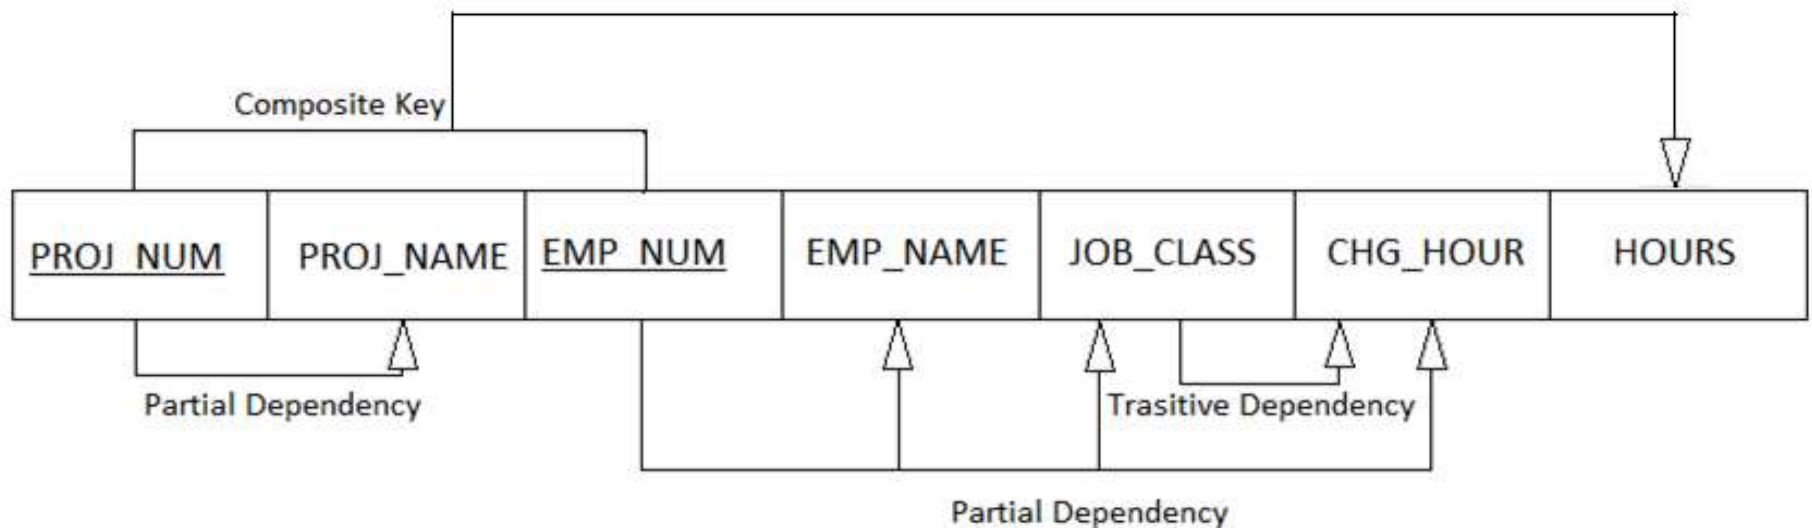 Composite Key
PROJ_NUM PROJ_NAME EMP_NUM EMP_NAME JOB_CLASS CHG_HOUR HOURS
Partial Dependency Trasitive Dependency
Partial Dependency